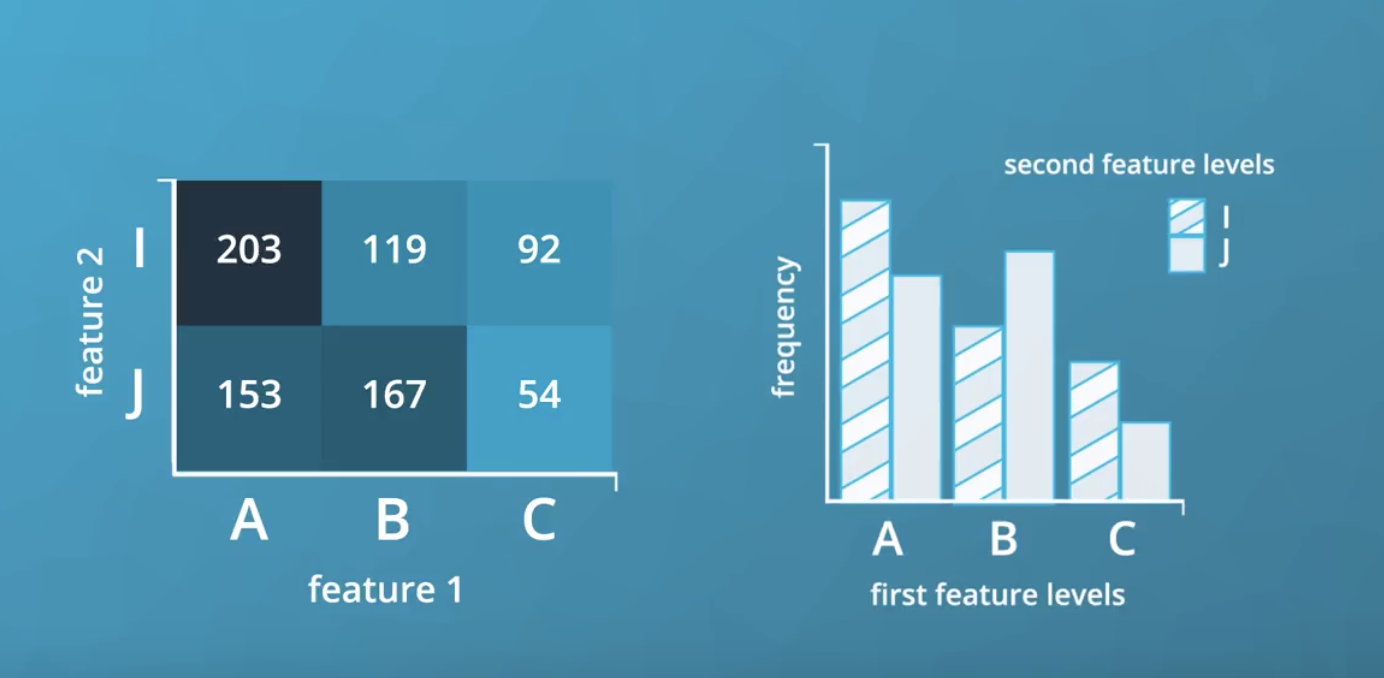 feature 2
I
203 119 92
J
153 167 54
A B C
feature 1
second feature levels
I
J
frequency
A B C
first feature levels